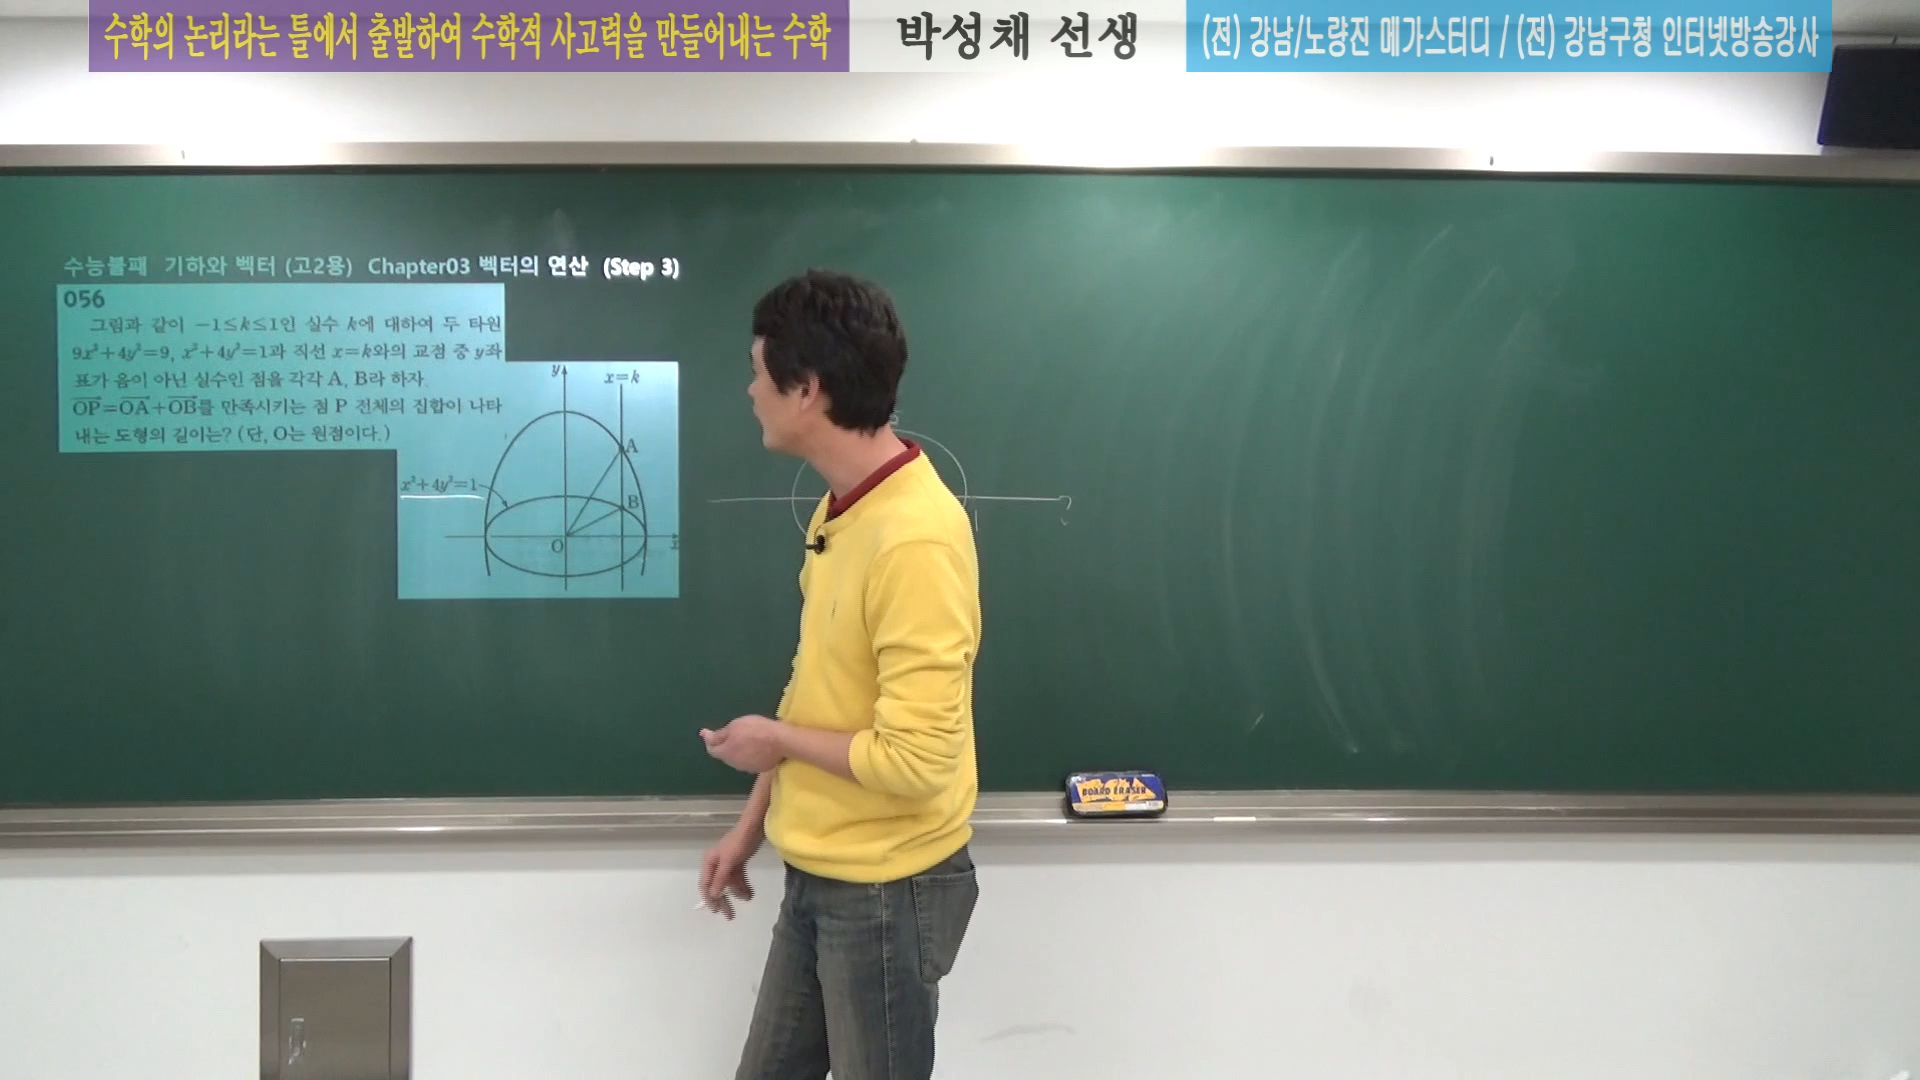 수학의 논리라는 틀에서 출발하여 수학적 사고력을 만들어내는 수학
박성채 선생
(전) 강남/노량진 메가스터디 / (전) 강남구청 인터넷방송강사
수능불패 기하와 벡터 (고2용) Chapter03 벡터의 연산 (Step 3)
056
그림과 같이 -1≤k≤1인 실수 k에 대하여 두 타원
9x²+4y²=9, x²+4y²=1과 직선 x=k와의 교점 중 y좌
표가 음이 아닌 실수인 점을 각각 A, B라 하자.
OP=OA+OB를 만족시키는 점 P 전체의 집합이 나타
내는 도형의 길이는? (단, O는 원점이다.)
y
x=k
A
x²+4y²=1
B
O
x
BOARD ERASER